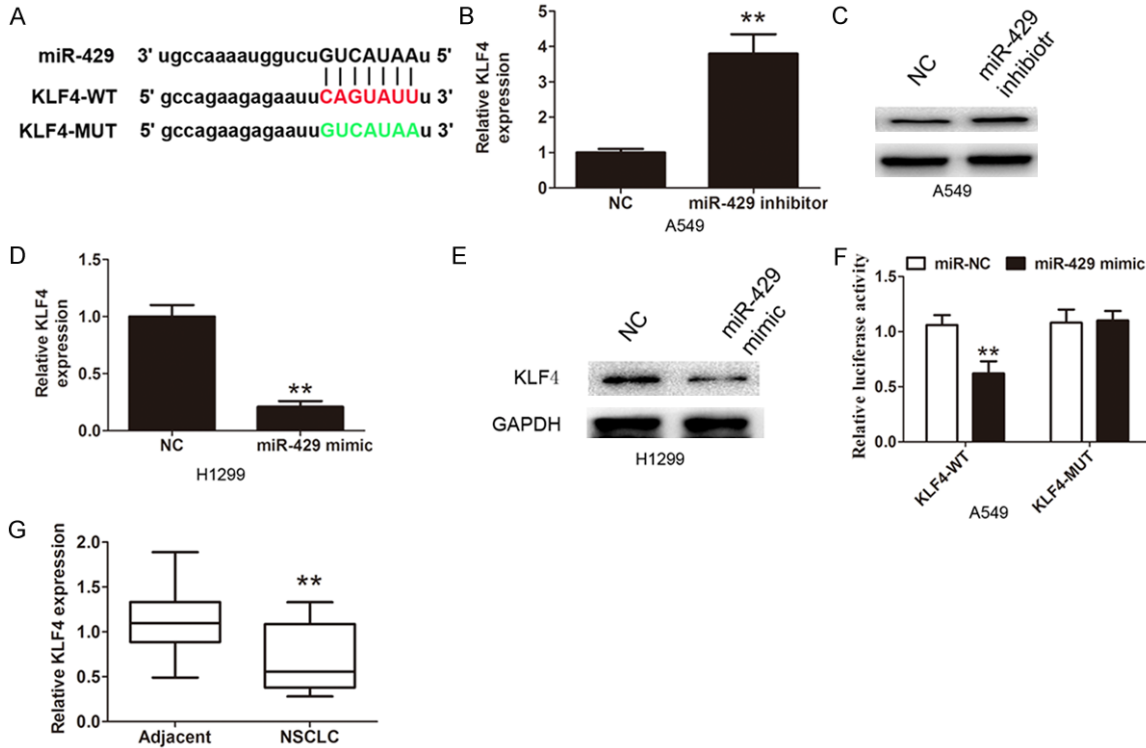 A
miR-429 3' ugccaaaauggucuGUCAUAAu 5'
KLF4-WT 5' gccagaagagaauuCAGUAUUu 3'
KLF4-MUT 5' gccagaagagaauuGUCAUAAu 3'
B
Relative KLF4
expression
5
4
3
2
1
0
**
NC miR-429 inhibitor
A549
C
NC
miR-429
inhibiotr
A549
D
Relative KLF4
expression
1.5
1.0
0.5
0.0
**
NC miR-429 mimic
H1299
E
NC
miR-429
mimic
KLF4
GAPDH
H1299
F
miR-NC miR-429 mimic
Relative luciferase activity
1.5
1.0
0.5
0.0
**
KLF4-WT KLF4-MUT
A549
G
Relative KLF4 expression
2.0
1.5
1.0
0.5
0.0
**
Adjacent NSCLC